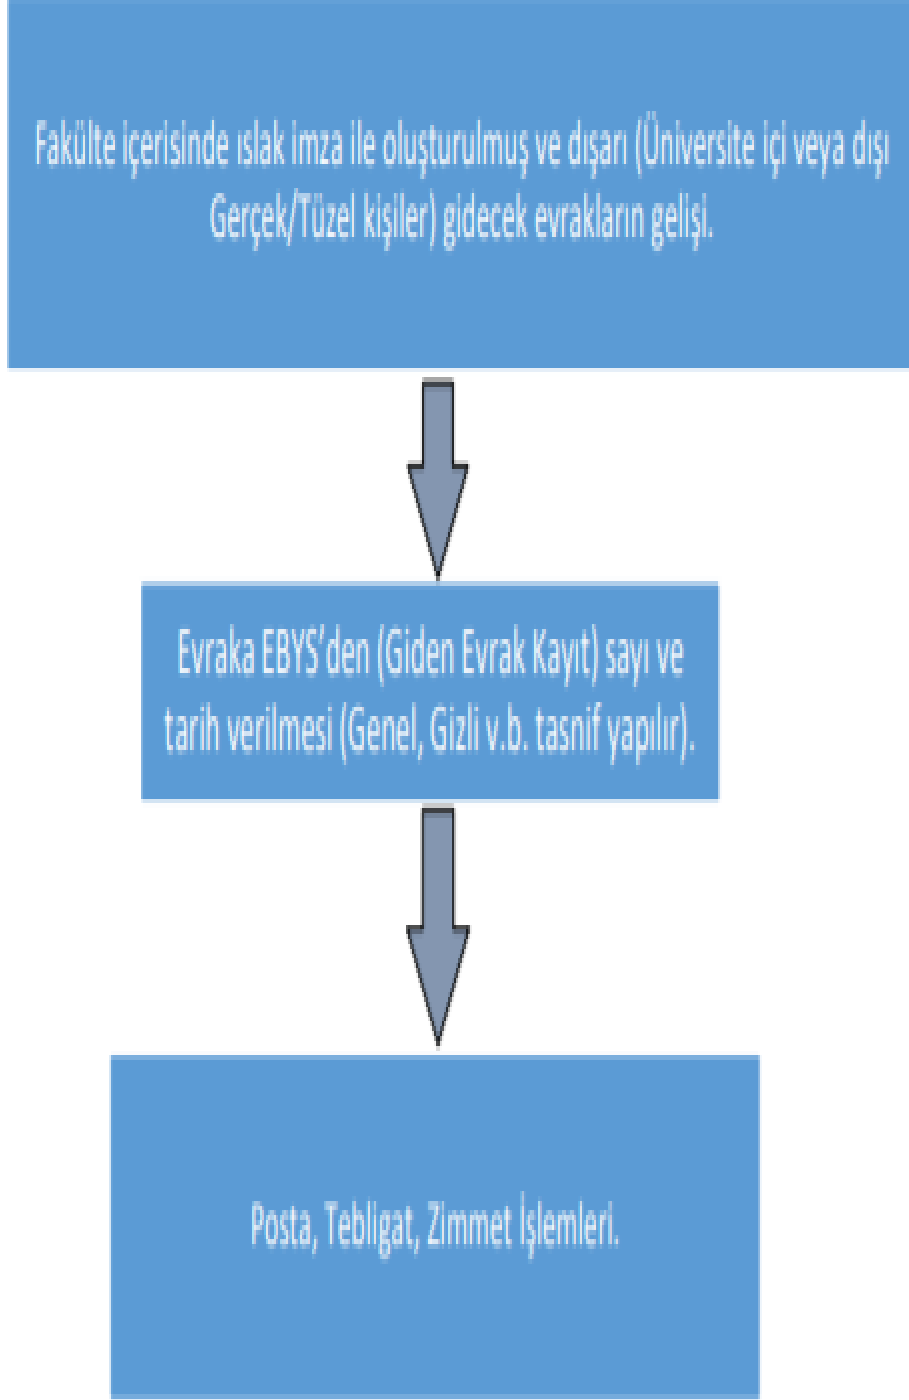 Fakülte içerisinde ıslak imza ile oluşturulmuş ve dışarı (Üniversite içi veya dışı
Gerçek/Tüzel kişiler) gidecek evrakların gelişi.
Evraka EBYS'den (Giden Evrak Kayıt) sayı ve
tarih verilmesi (Genel, Gizli v.b. tasnif yapılır).
Posta, Tebligat, Zimmet İşlemleri.